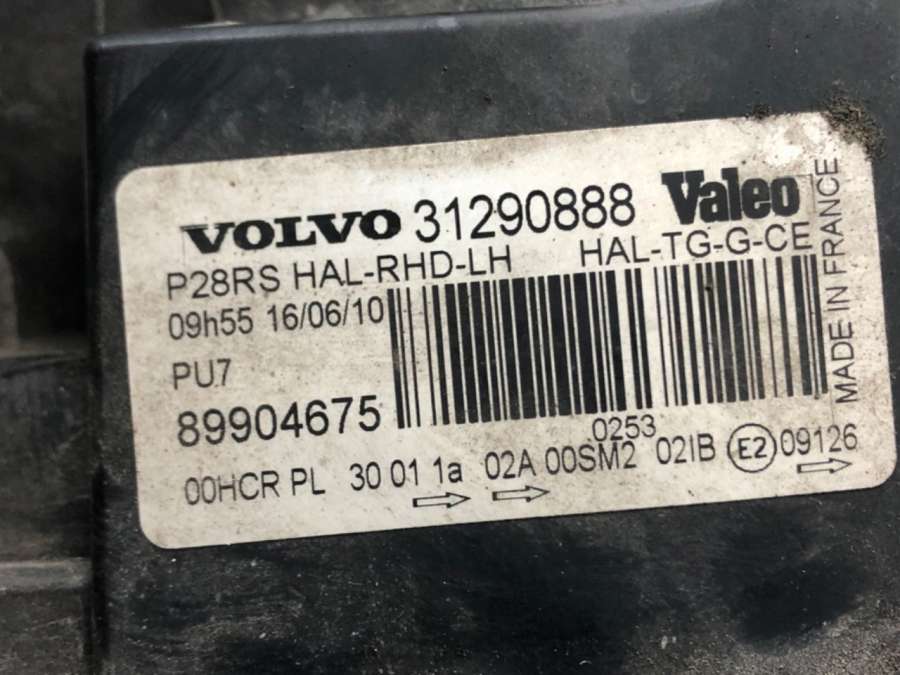 VOLVO 31290888 Valeo
P28RS HAL-RHD-LH HAL-TG-G-CE
09h55 16/06/10
PU7
89904675
0253
00HCR PL 30 01 1a 02A 00SM2 02IB E2 09126
MADE IN FRANCE